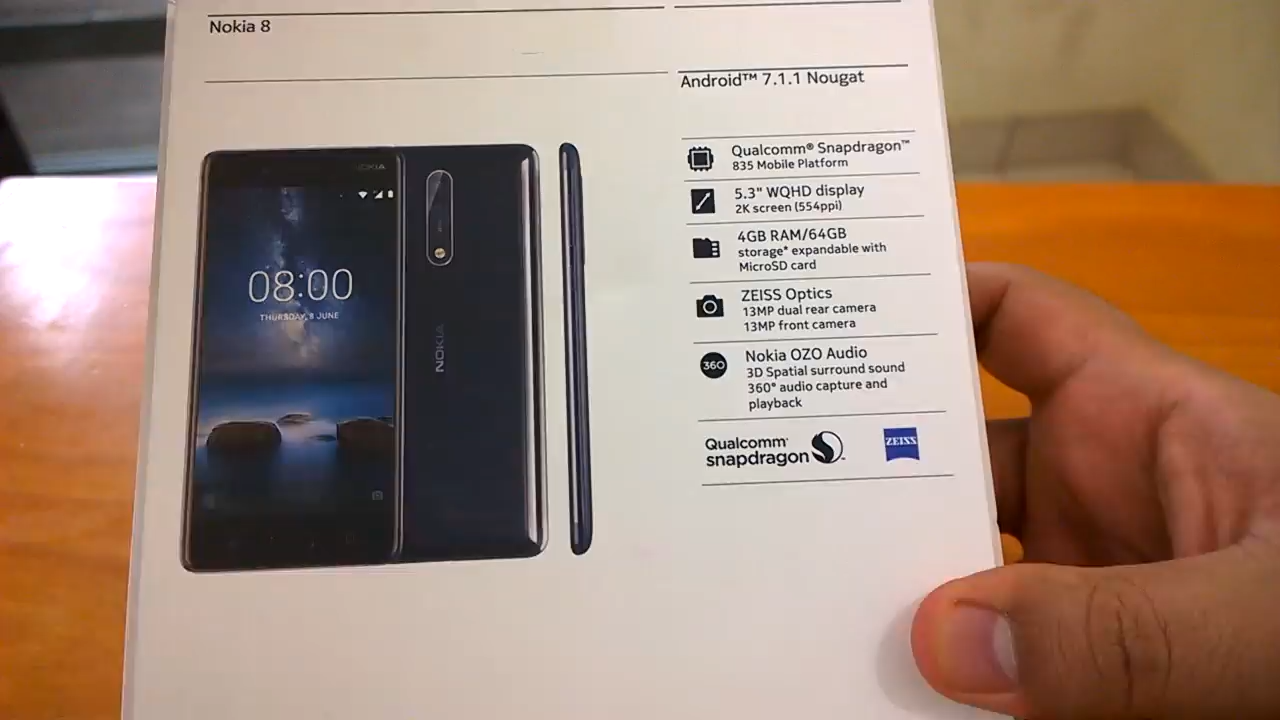 Nokia 8
Android™ 7.1.1 Nougat
Qualcomm® Snapdragon™
835 Mobile Platform
5.3" WQHD display
2K screen (554ppi)
4GB RAM/64GB
storage* expandable with
MicroSD card
ZEISS Optics
13MP dual rear camera
13MP front camera
360
Nokia OZO Audio
3D Spatial surround sound
360° audio capture and
playback
Qualcomm
snapdragon
ZEISS
NOKIA
08:00
THURSDAY, 8 JUNE
NOKIA